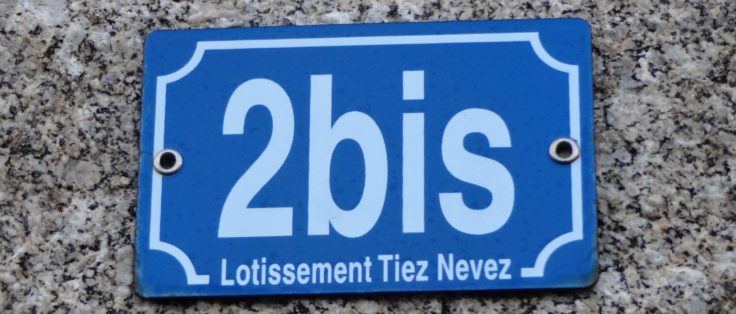 2bis
Lotissement Tiez Nevez